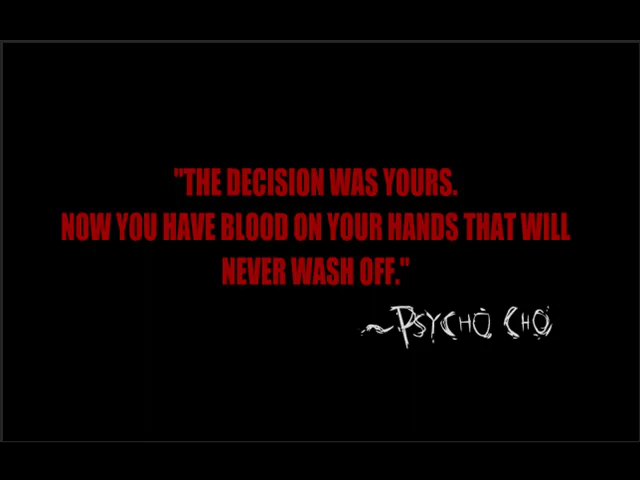 "THE DECISION WAS YOURS.
NOW YOU HAVE BLOOD ON YOUR HANDS THAT WILL
NEVER WASH OFF."
~PSYCHO CHO